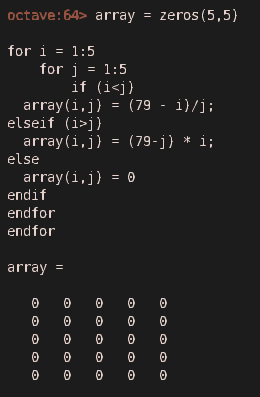 octave:64> array = zeros(5,5)
for i = 1:5
for j = 1:5
if (i<j)
array(i,j) = (79 - i)/j;
elseif (i>j)
array(i,j) = (79-j) * i;
else
array(i,j) = 0
endif
endfor
endfor
array =
0 0 0 0 0
0 0 0 0 0
0 0 0 0 0
0 0 0 0 0
0 0 0 0 0